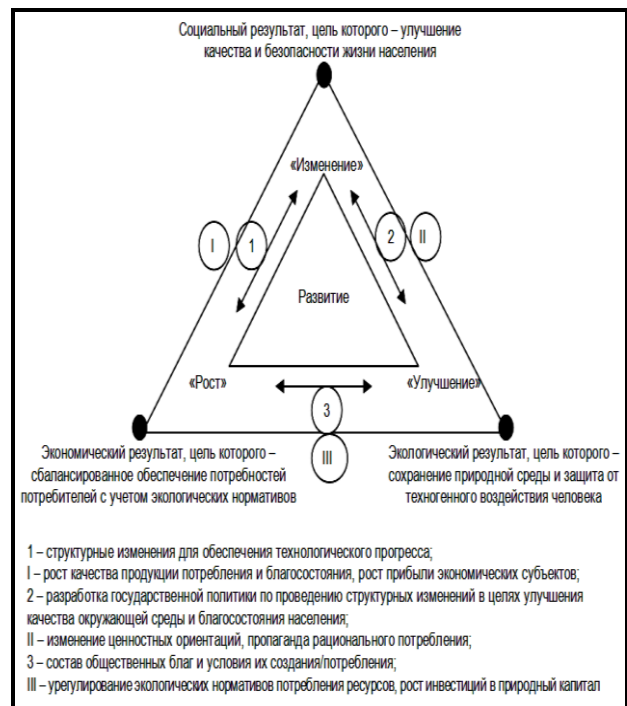 Социальный результат, цель которого – улучшение
качества и безопасности жизни населения
«Изменение»
I
1
2
II
Развитие
«Рост»
«Улучшение»
3
III
Экономический результат, цель которого –
сбалансированное обеспечение потребностей
потребителей с учетом экологических нормативов
Экологический результат, цель которого –
сохранение природной среды и защита от
техногенного воздействия человека
1 – структурные изменения для обеспечения технологического прогресса;
I – рост качества продукции потребления и благосостояния, рост прибыли экономических субъектов;
2 – разработка государственной политики по проведению структурных изменений в целях улучшения
качества окружающей среды и благосостояния населения;
II – изменение ценностных ориентаций, пропаганда рационального потребления;
3 – состав общественных благ и условия их создания/потребления;
III – урегулирование экологических нормативов потребления ресурсов, рост инвестиций в природный капитал